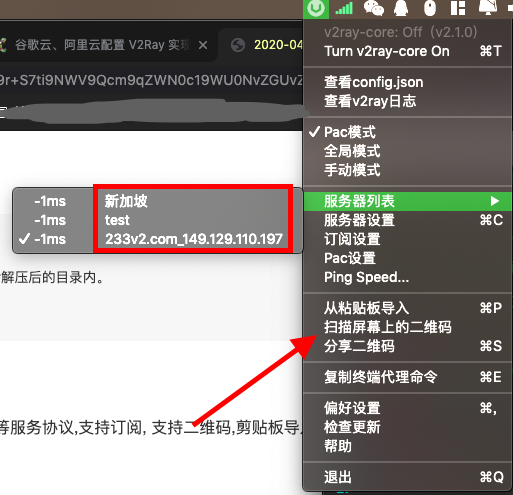 谷歌云、阿里云配置 V2Ray 实现
2020-04
9r+S7ti9NWV9Qcm9qZWN0c19WU0NvZGUvZ
v2ray-core: Off (v2.1.0)
Turn v2ray-core On ⌘T
查看config.json
查看v2ray日志
✓ Pac模式
全局模式
手动模式
服务器列表 ▶
-1ms 新加坡
-1ms test
✓ -1ms 233v2.com_149.129.110.197
服务器设置 ⌘C
订阅设置
Pac设置
Ping Speed...
解压后的目录内。
从粘贴板导入 ⌘P
扫描屏幕上的二维码
分享二维码 ⌘S
复制终端代理命令 ⌘E
偏好设置 ⌘,
检查更新
帮助
等服务协议,支持订阅, 支持二维码,剪贴板导
退出 ⌘Q